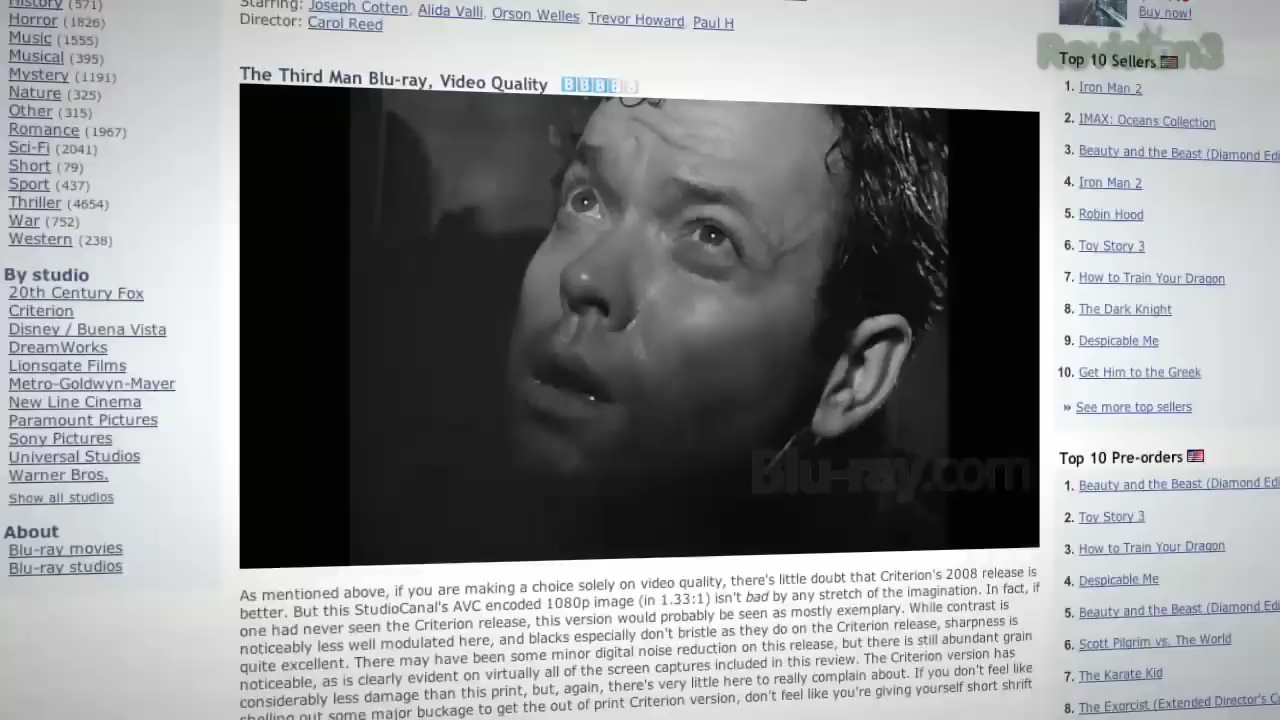 History (571)
Horror (1826)
Music (1555)
Musical (395)
Mystery (1191)
Nature (325)
Other (315)
Romance (1967)
Sci-Fi (2041)
Short (79)
Sport (437)
Thriller (4654)
War (752)
Western (238)
By studio
20th Century Fox
Criterion
Disney / Buena Vista
DreamWorks
Lionsgate Films
Metro-Goldwyn-Mayer
New Line Cinema
Paramount Pictures
Sony Pictures
Universal Studios
Warner Bros.
Show all studios
About
Blu-ray movies
Blu-ray studios
Starring: Joseph Cotten, Alida Valli, Orson Welles, Trevor Howard, Paul H
Director: Carol Reed
The Third Man Blu-ray, Video Quality BBBBB
Blu-ray.com
As mentioned above, if you are making a choice solely on video quality, there's little doubt that Criterion's 2008 release is
better. But this StudioCanal's AVC encoded 1080p image (in 1.33:1) isn't bad by any stretch of the imagination. In fact, if
one had never seen the Criterion release, this version would probably be seen as mostly exemplary. While contrast is
noticeably less well modulated here, and blacks especially don't bristle as they do on the Criterion release, sharpness is
quite excellent. There may have been some minor digital noise reduction on this release, but there is still abundant grain
noticeable, as is clearly evident on virtually all of the screen captures included in this review. The Criterion version has
considerably less damage than this print, but, again, there's very little here to really complain about. If you don't feel like
shelling out some major buckage to get the out of print Criterion version, don't feel like you're giving yourself short shrift
Buy now!
Revision3
Top 10 Sellers
1. Iron Man 2
2. IMAX: Oceans Collection
3. Beauty and the Beast (Diamond Edi
4. Iron Man 2
5. Robin Hood
6. Toy Story 3
7. How to Train Your Dragon
8. The Dark Knight
9. Despicable Me
10. Get Him to the Greek
» See more top sellers
Top 10 Pre-orders
1. Beauty and the Beast (Diamond Edi
2. Toy Story 3
3. How to Train Your Dragon
4. Despicable Me
5. Beauty and the Beast (Diamond Edi
6. Scott Pilgrim vs. The World
7. The Karate Kid
8. The Exorcist (Extended Director's C